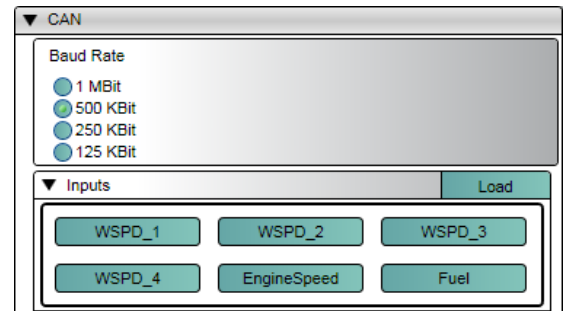 CAN
Baud Rate
1 MBit
500 KBit
250 KBit
125 KBit
Inputs Load
WSPD_1 WSPD_2 WSPD_3
WSPD_4 EngineSpeed Fuel